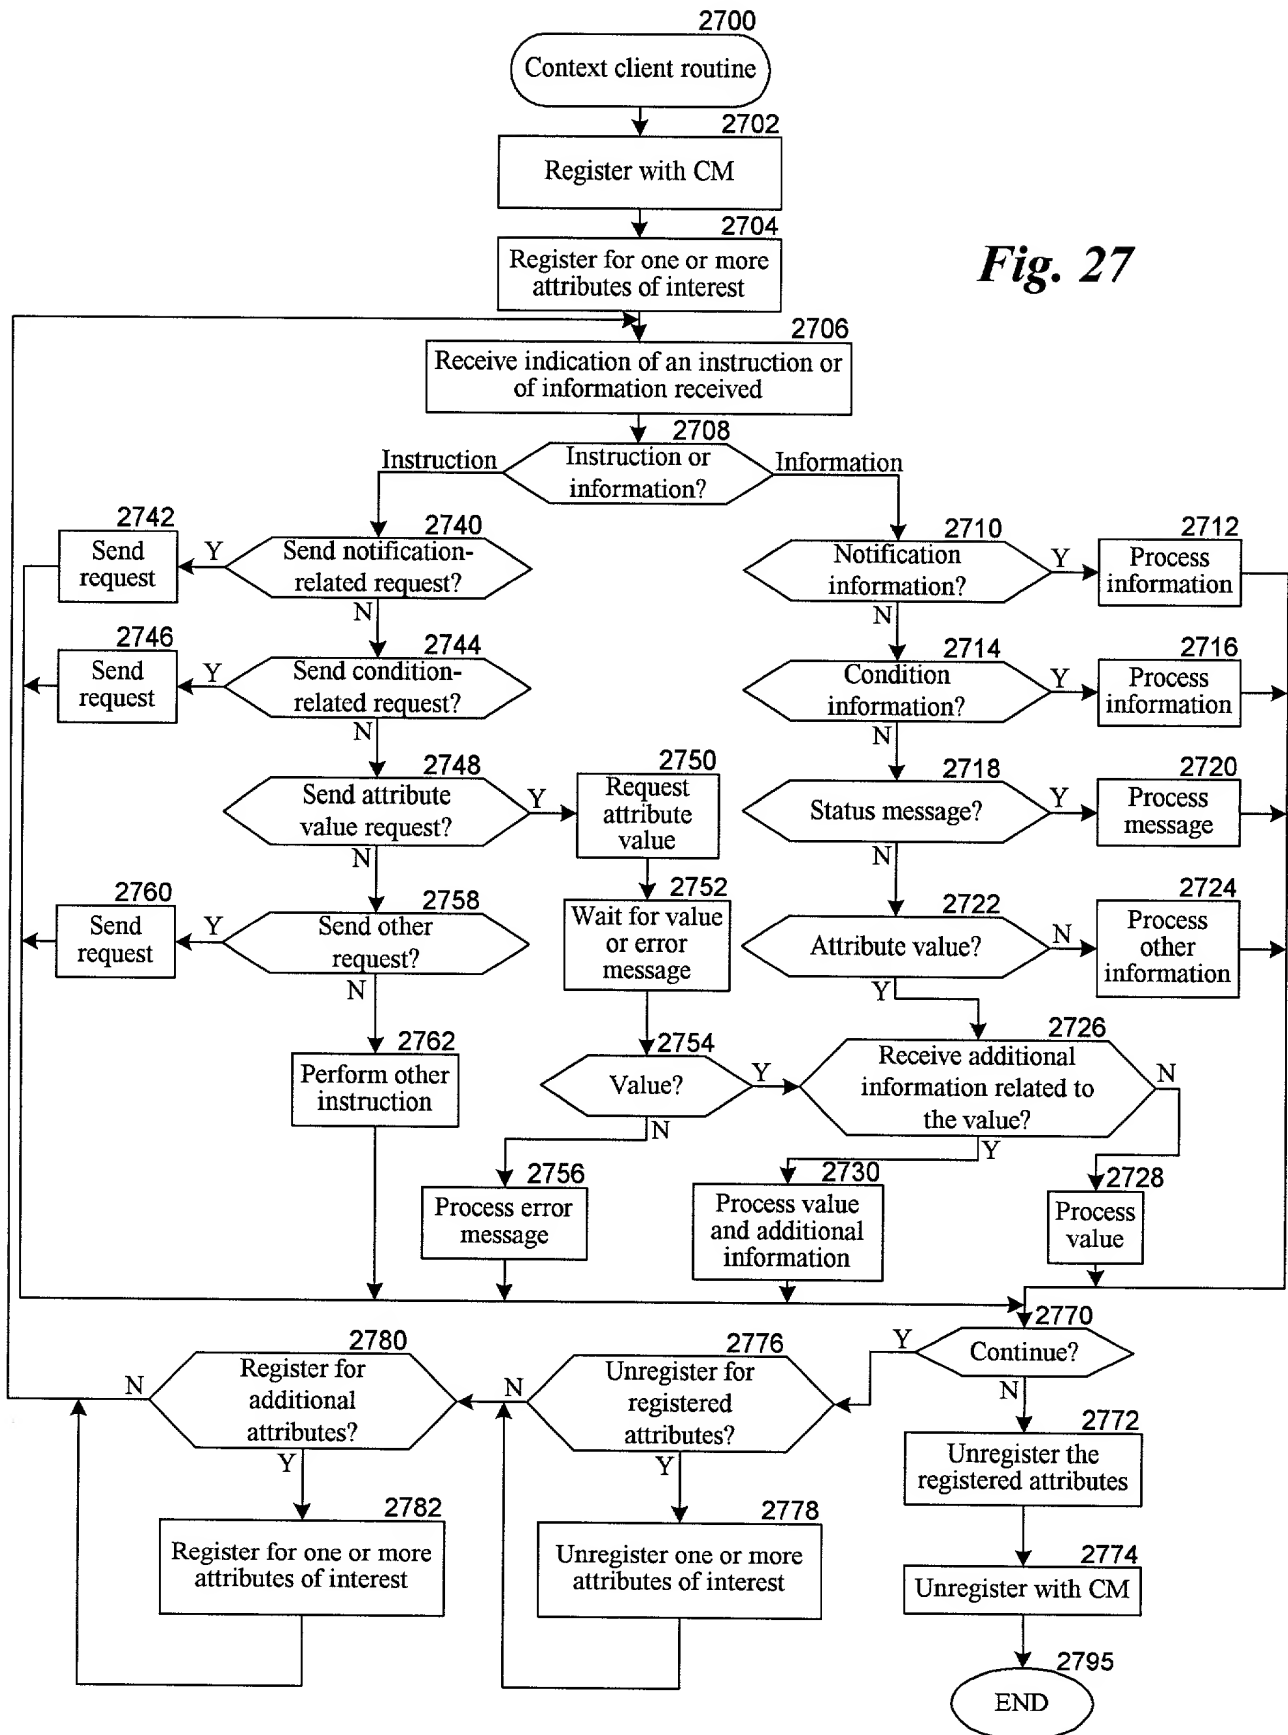 2700
Context client routine
2702
Register with CM
2704
Register for one or more
attributes of interest
Fig. 27
2706
Receive indication of an instruction or
of information received
2708
Instruction or
information?
Instruction
Information
2742
Send
request
Y
2740
Send notification-
related request?
N
2710
Notification
information?
Y
N
2712
Process
information
2746
Send
request
Y
2744
Send condition-
related request?
N
2714
Condition
information?
Y
N
2716
Process
information
2748
Send attribute
value request?
Y
N
2750
Request
attribute
value
2718
Status message?
Y
N
2720
Process
message
2760
Send
request
Y
2758
Send other
request?
N
2752
Wait for value
or error
message
2722
Attribute value?
N
Y
2724
Process
other
information
2762
Perform other
instruction
2754
Value?
Y
N
2726
Receive additional
information related to
the value?
N
Y
2756
Process error
message
2730
Process value
and additional
information
2728
Process
value
2770
Continue?
Y
N
2780
Register for
additional
attributes?
N
Y
2776
Unregister for
registered
attributes?
N
Y
2772
Unregister the
registered attributes
2782
Register for one or more
attributes of interest
2778
Unregister one or more
attributes of interest
2774
Unregister with CM
2795
END